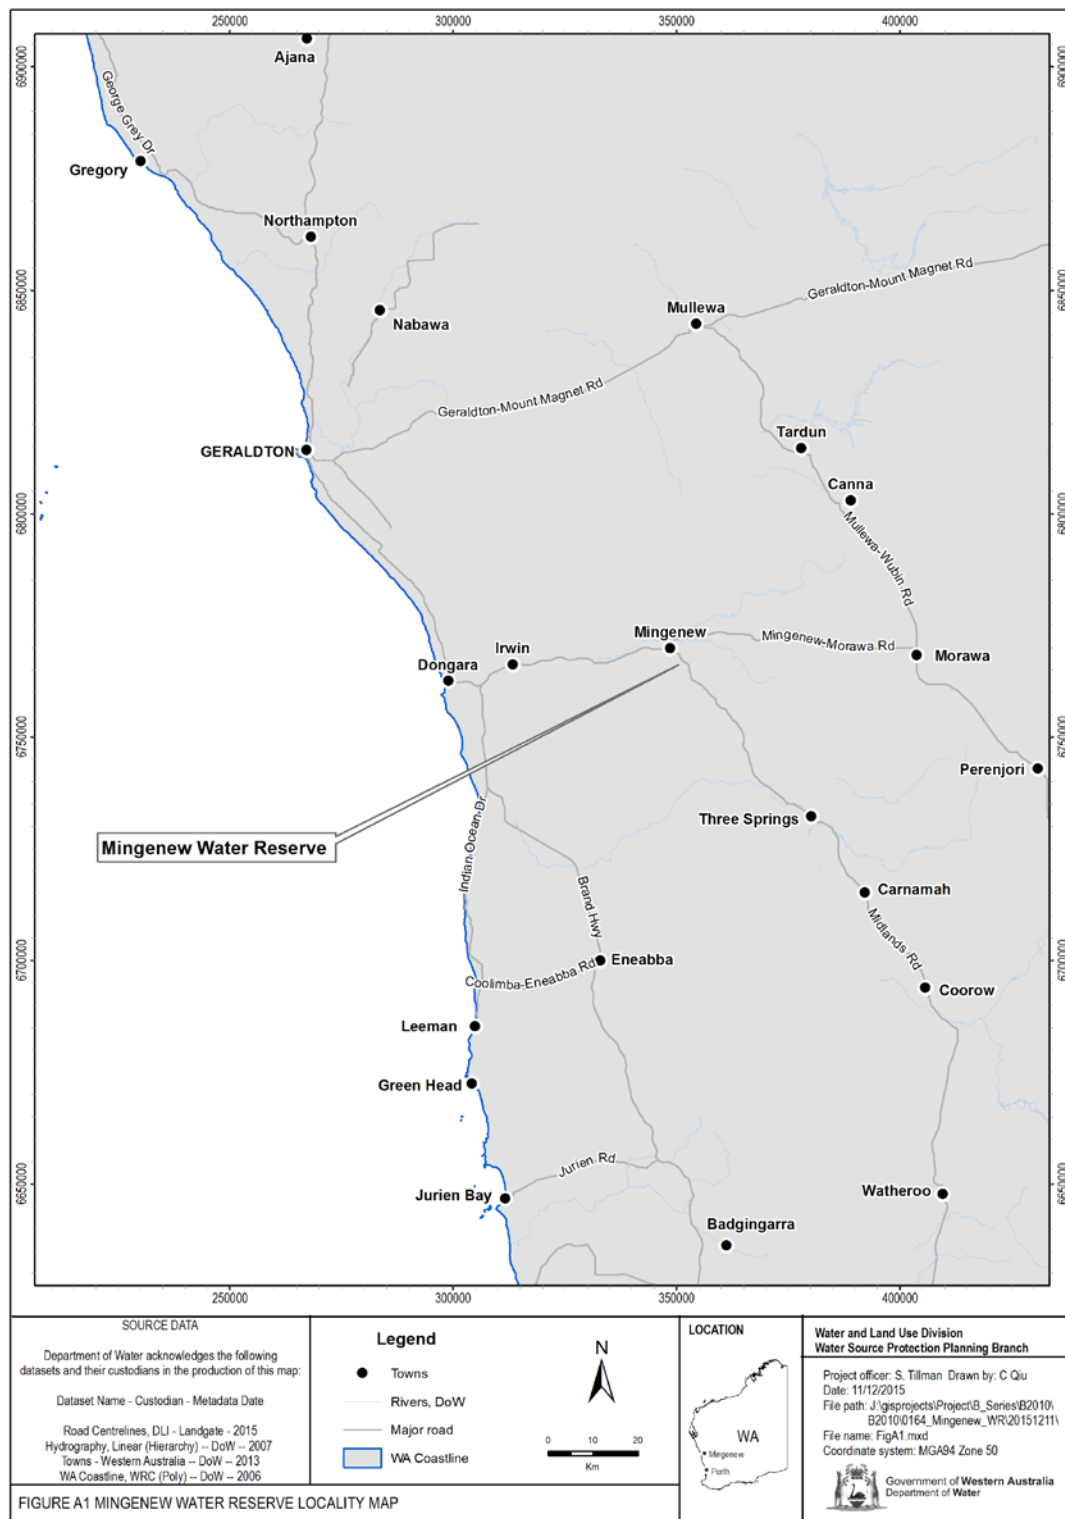 250000 300000 350000 400000
6900000 6900000
Ajana
George Grey Dr
Gregory
Northampton
6850000 6850000
Geraldton-Mount Magnet Rd
Mullewa
Nabawa
Geraldton-Mount Magnet Rd
Tardun
GERALDTON
Canna
6800000 6800000
Mullewa-Wubin Rd
Mingenew
Mingenew-Morawa Rd
Irwin
Morawa
Dongara
6750000 6750000
Perenjori
Three Springs
Mingenew Water Reserve
Indian Ocean Dr
Brand Hwy
Carnamah
Midlands Rd
6700000 6700000
Eneabba
Coolimba-Eneabba Rd
Coorow
Leeman
Green Head
Jurien Rd
6650000 6650000
Jurien Bay
Watheroo
Badgingarra
250000 300000 350000 400000
SOURCE DATA
Department of Water acknowledges the following
datasets and their custodians in the production of this map:
Dataset Name - Custodian - Metadata Date
Road Centrelines, DLI - Landgate - 2015
Hydrography, Linear (Hierarchy) -- DoW -- 2007
Towns - Western Australia -- DoW -- 2013
WA Coastline, WRC (Poly) -- DoW -- 2006
Legend
Towns
Rivers, DoW
Major road
WA Coastline
N
0 10 20
Km
LOCATION
WA
Mingenew
Perth
Water and Land Use Division
Water Source Protection Planning Branch
Project officer: S. Tillman Drawn by: C Qiu
Date: 11/12/2015
File path: J:\gisprojects\Project\B_Series\B2010\
B2010\0164_Mingenew_WR\20151211\
File name: FigA1.mxd
Coordinate system: MGA94 Zone 50
Government of Western Australia
Department of Water
FIGURE A1 MINGENEW WATER RESERVE LOCALITY MAP